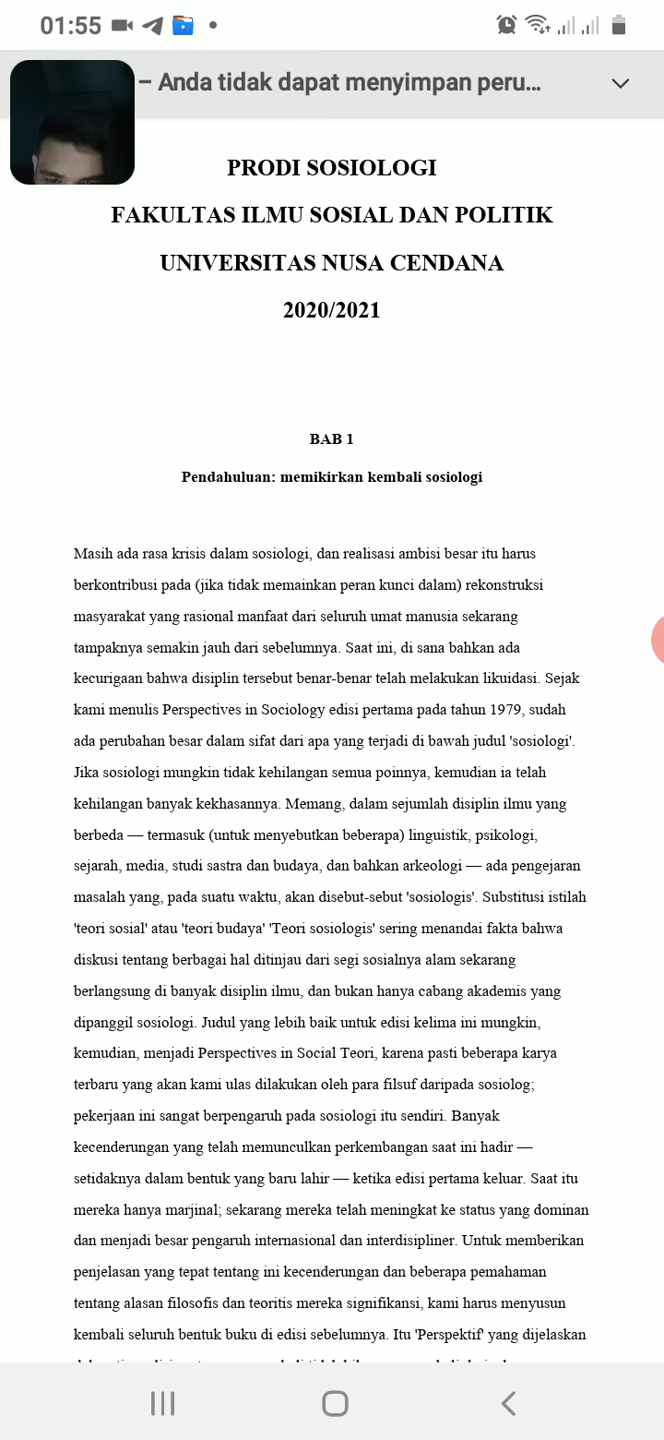 01:55
– Anda tidak dapat menyimpan peru...
PRODI SOSIOLOGI
FAKULTAS ILMU SOSIAL DAN POLITIK
UNIVERSITAS NUSA CENDANA
2020/2021
BAB 1
Pendahuluan: memikirkan kembali sosiologi
Masih ada rasa krisis dalam sosiologi, dan realisasi ambisi besar itu harus
berkontribusi pada (jika tidak memainkan peran kunci dalam) rekonstruksi
masyarakat yang rasional manfaat dari seluruh umat manusia sekarang
tampaknya semakin jauh dari sebelumnya. Saat ini, di sana bahkan ada
kecurigaan bahwa disiplin tersebut benar-benar telah melakukan likuidasi. Sejak
kami menulis Perspectives in Sociology edisi pertama pada tahun 1979, sudah
ada perubahan besar dalam sifat dari apa yang terjadi di bawah judul 'sosiologi'.
Jika sosiologi mungkin tidak kehilangan semua poinnya, kemudian ia telah
kehilangan banyak kekhasannya. Memang, dalam sejumlah disiplin ilmu yang
berbeda — termasuk (untuk menyebutkan beberapa) linguistik, psikologi,
sejarah, media, studi sastra dan budaya, dan bahkan arkeologi — ada pengejaran
masalah yang, pada suatu waktu, akan disebut-sebut 'sosiologis'. Substitusi istilah
'teori sosial' atau 'teori budaya' 'Teori sosiologis' sering menandai fakta bahwa
diskusi tentang berbagai hal ditinjau dari segi sosialnya alam sekarang
berlangsung di banyak disiplin ilmu, dan bukan hanya cabang akademis yang
dipanggil sosiologi. Judul yang lebih baik untuk edisi kelima ini mungkin,
kemudian, menjadi Perspectives in Social Teori, karena pasti beberapa karya
terbaru yang akan kami ulas dilakukan oleh para filsuf daripada sosiolog;
pekerjaan ini sangat berpengaruh pada sosiologi itu sendiri. Banyak
kecenderungan yang telah memunculkan perkembangan saat ini hadir —
setidaknya dalam bentuk yang baru lahir — ketika edisi pertama keluar. Saat itu
mereka hanya marjinal; sekarang mereka telah meningkat ke status yang dominan
dan menjadi besar pengaruh internasional dan interdisipliner. Untuk memberikan
penjelasan yang tepat tentang ini kecenderungan dan beberapa pemahaman
tentang alasan filosofis dan teoritis mereka signifikansi, kami harus menyusun
kembali seluruh bentuk buku di edisi sebelumnya. Itu 'Perspektif' yang dijelaskan